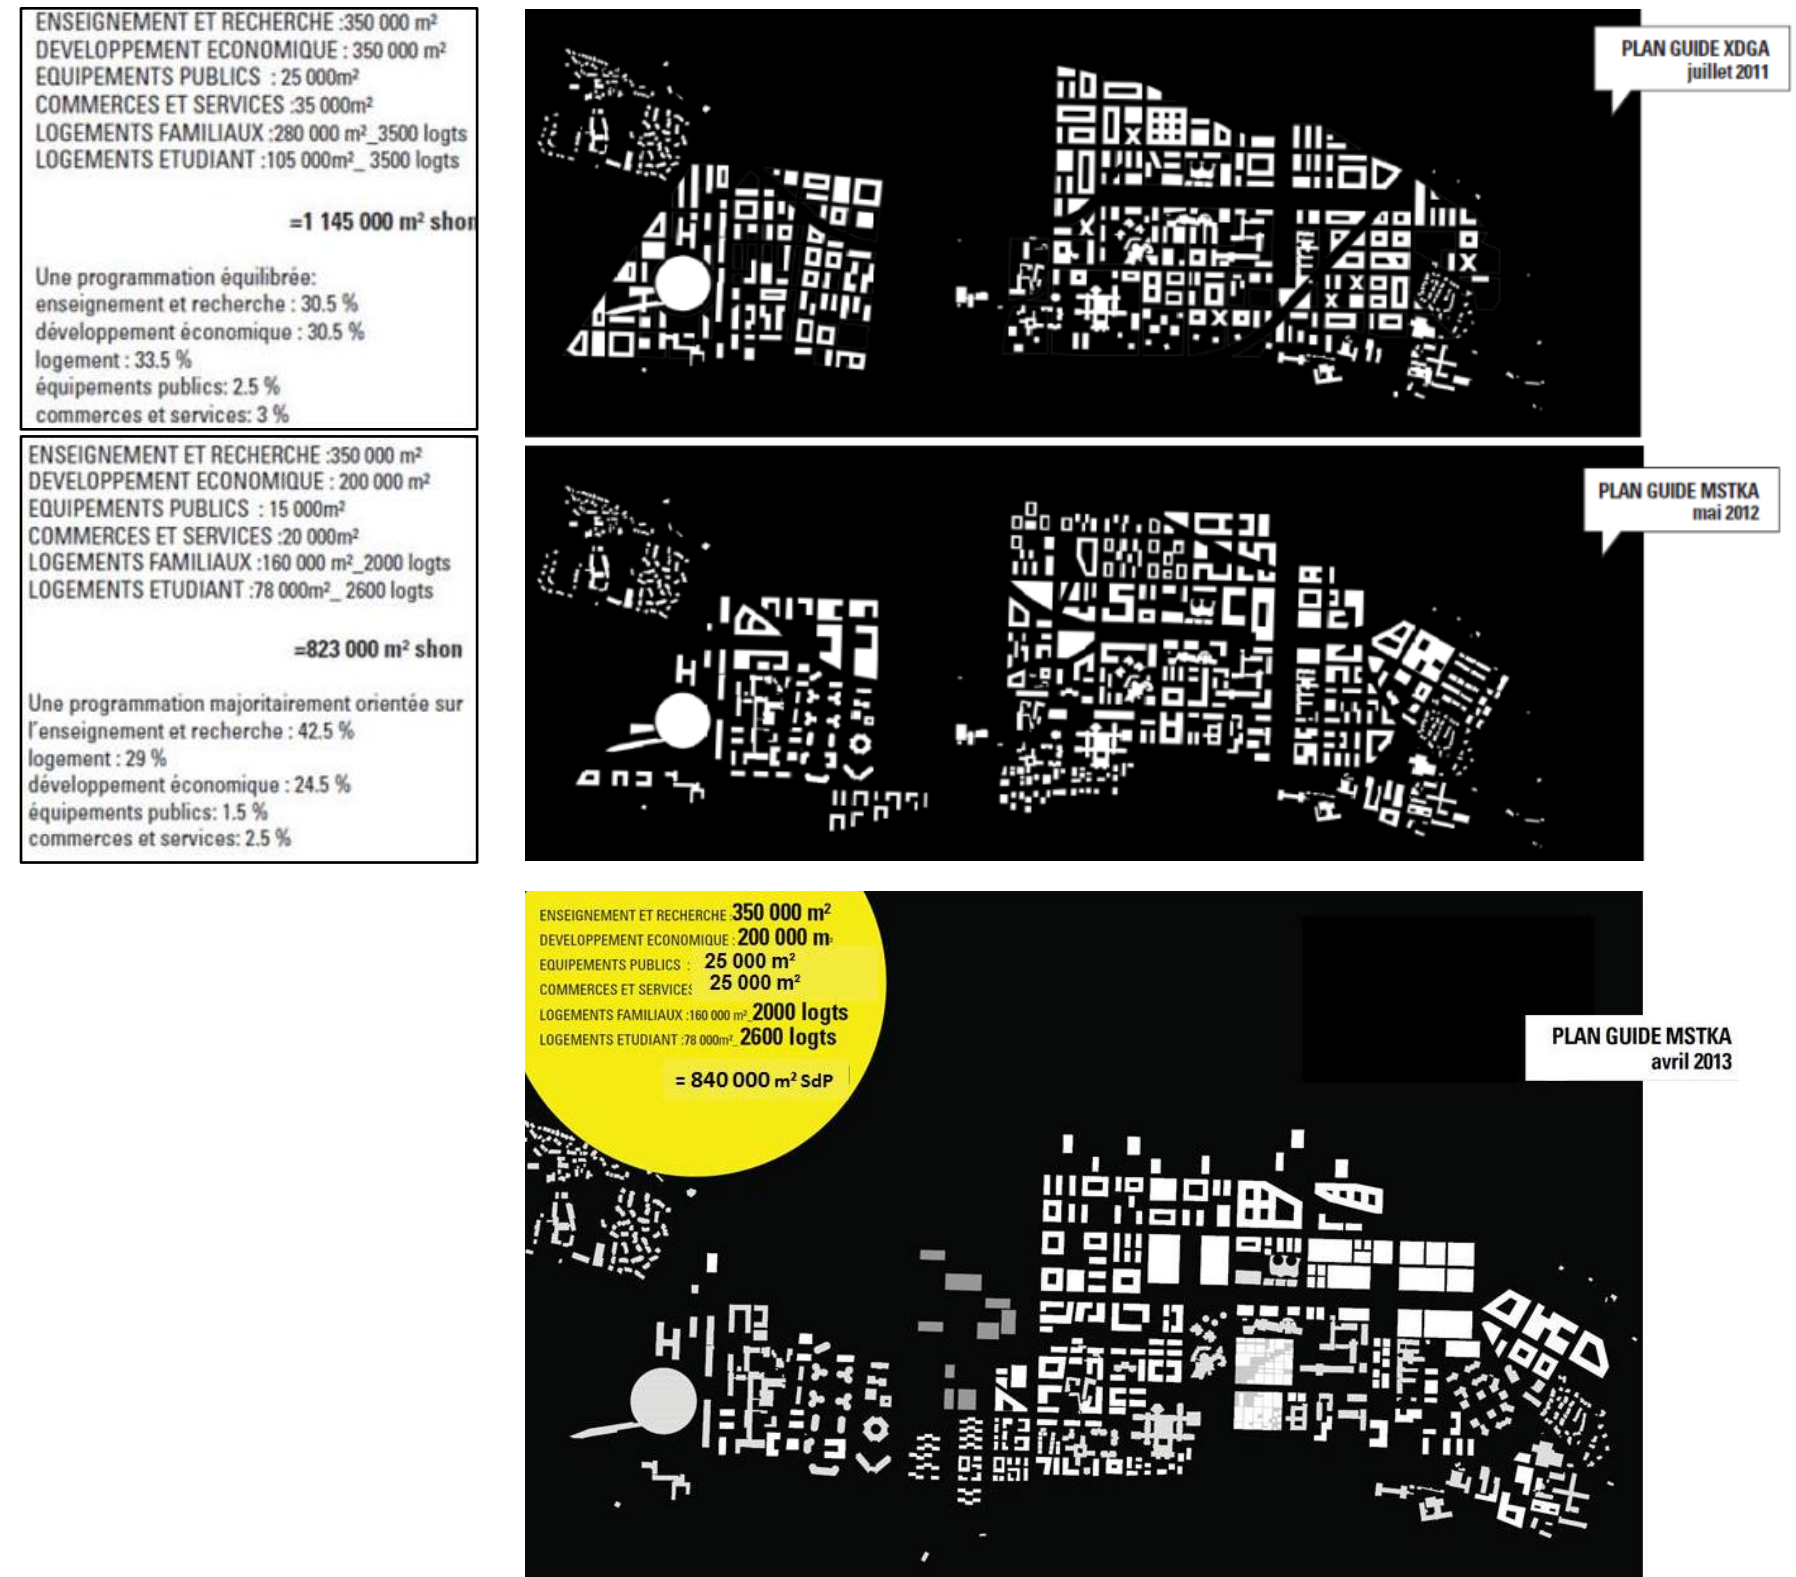 ENSEIGNEMENT ET RECHERCHE :350 000 m²
DEVELOPPEMENT ECONOMIQUE : 350 000 m²
EQUIPEMENTS PUBLICS : 25 000m²
COMMERCES ET SERVICES :35 000m²
LOGEMENTS FAMILIAUX :280 000 m²_3500 logts
LOGEMENTS ETUDIANT :105 000m²_ 3500 logts
=1 145 000 m² shon
Une programmation équilibrée:
enseignement et recherche : 30.5 %
développement économique : 30.5 %
logement : 33.5 %
équipements publics: 2.5 %
commerces et services: 3 %
PLAN GUIDE XDGA
juillet 2011
ENSEIGNEMENT ET RECHERCHE :350 000 m²
DEVELOPPEMENT ECONOMIQUE : 200 000 m²
EQUIPEMENTS PUBLICS : 15 000m²
COMMERCES ET SERVICES :20 000m²
LOGEMENTS FAMILIAUX :160 000 m²_2000 logts
LOGEMENTS ETUDIANT :78 000m²_ 2600 logts
=823 000 m² shon
Une programmation majoritairement orientée sur
l'enseignement et recherche : 42.5 %
logement : 29 %
développement économique : 24.5 %
équipements publics: 1.5 %
commerces et services: 2.5 %
PLAN GUIDE MSTKA
mai 2012
ENSEIGNEMENT ET RECHERCHE :350 000 m²
DEVELOPPEMENT ECONOMIQUE : 200 000 m²
EQUIPEMENTS PUBLICS : 25 000 m²
COMMERCES ET SERVICES 25 000 m²
LOGEMENTS FAMILIAUX :160 000 m²_2000 logts
LOGEMENTS ETUDIANT :78 000m²_ 2600 logts
= 840 000 m² SdP
PLAN GUIDE MSTKA
avril 2013